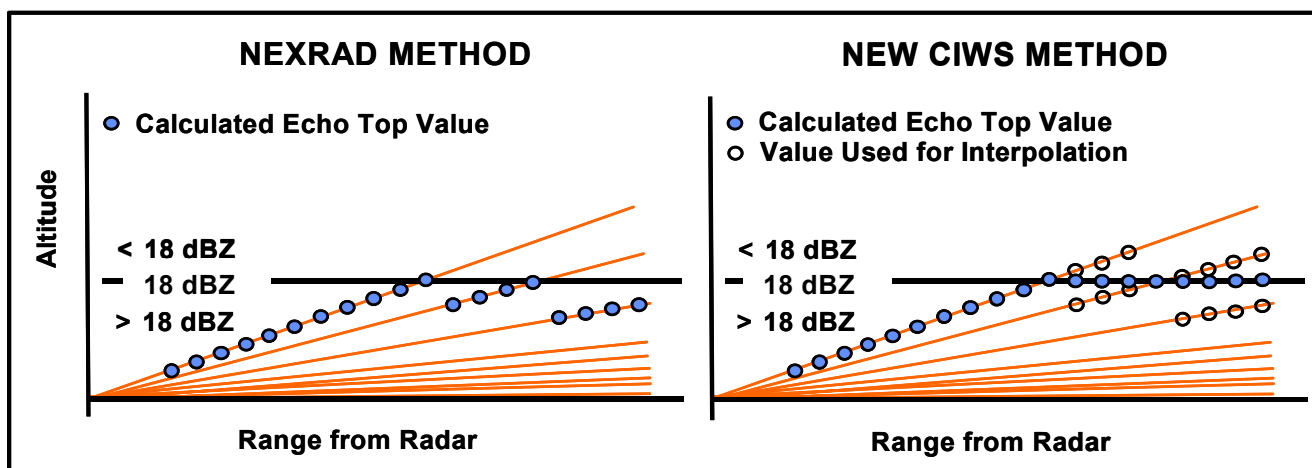 NEXRAD METHOD
Calculated Echo Top Value
Altitude
< 18 dBZ
18 dBZ
> 18 dBZ
Range from Radar
NEW CIWS METHOD
Calculated Echo Top Value
Value Used for Interpolation
< 18 dBZ
18 dBZ
> 18 dBZ
Range from Radar